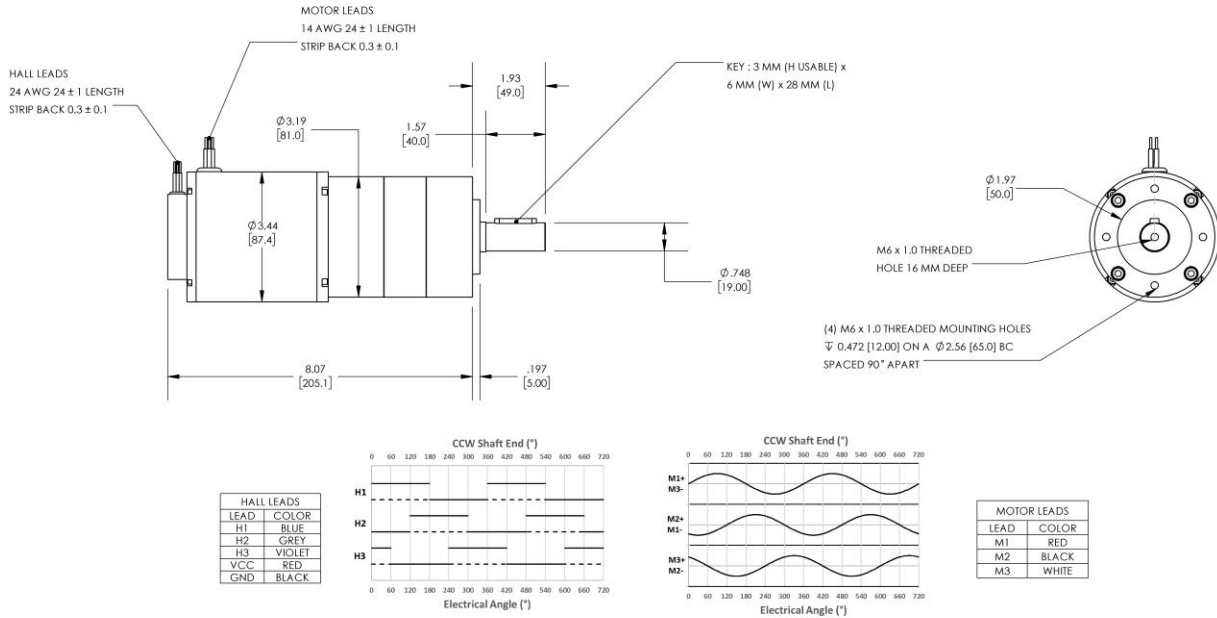 MOTOR LEADS
14 AWG 24 ± 1 LENGTH
STRIP BACK 0.3 ± 0.1
HALL LEADS
24 AWG 24 ± 1 LENGTH
STRIP BACK 0.3 ± 0.1
KEY : 3 MM (H USABLE) x
6 MM (W) x 28 MM (L)
1.93
[49.0]
1.57
[40.0]
Ø3.19
[81.0]
Ø3.44
[87.4]
Ø.748
[19.00]
8.07
[205.1]
.197
[5.00]
Ø1.97
[50.0]
M6 x 1.0 THREADED
HOLE 16 MM DEEP
(4) M6 x 1.0 THREADED MOUNTING HOLES
↧ 0.472 [12.00] ON A Ø2.56 [65.0] BC
SPACED 90° APART
HALL LEADS
LEAD COLOR
H1 BLUE
H2 GREY
H3 VIOLET
VCC RED
GND BLACK
CCW Shaft End (°)
0 60 120 180 240 300 360 420 480 540 600 660 720
H1
H2
H3
0 60 120 180 240 300 360 420 480 540 600 660 720
Electrical Angle (°)
CCW Shaft End (°)
0 60 120 180 240 300 360 420 480 540 600 660 720
M1+
M3-
M2+
M1-
M3+
M2-
0 60 120 180 240 300 360 420 480 540 600 660 720
Electrical Angle (°)
MOTOR LEADS
LEAD COLOR
M1 RED
M2 BLACK
M3 WHITE